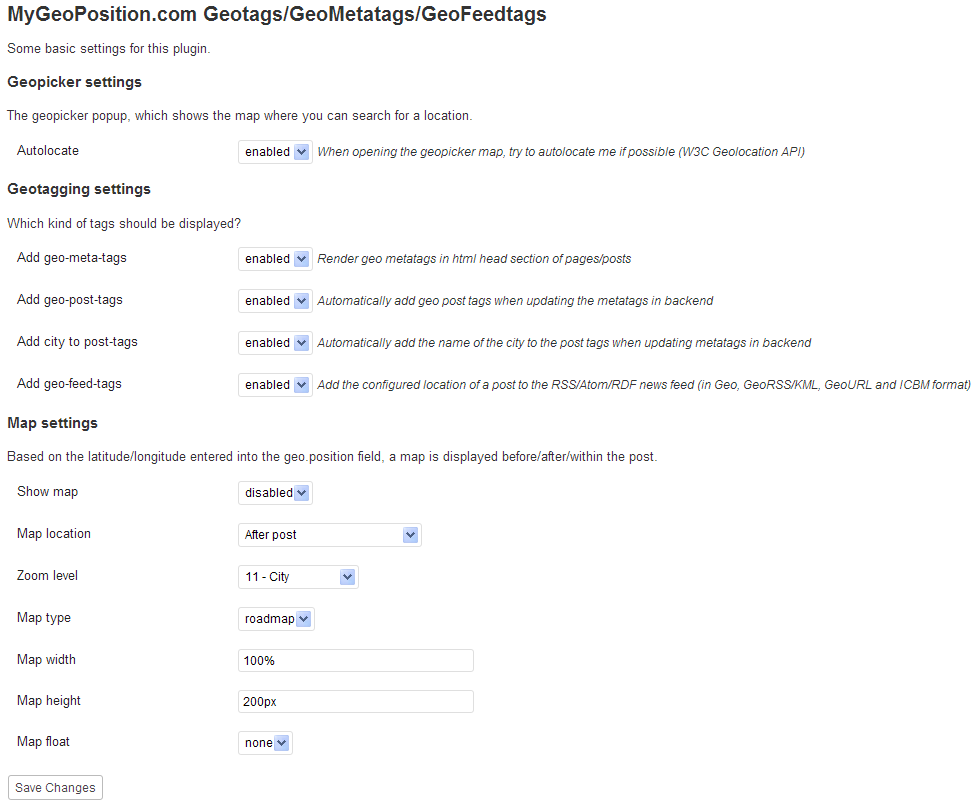 MyGeoPosition.com Geotags/GeoMetatags/GeoFeedtags
Some basic settings for this plugin.
Geopicker settings
The geopicker popup, which shows the map where you can search for a location.
Autolocate enabled When opening the geopicker map, try to autolocate me if possible (W3C Geolocation API)
Geotagging settings
Which kind of tags should be displayed?
Add geo-meta-tags enabled Render geo metatags in html head section of pages/posts
Add geo-post-tags enabled Automatically add geo post tags when updating the metatags in backend
Add city to post-tags enabled Automatically add the name of the city to the post tags when updating metatags in backend
Add geo-feed-tags enabled Add the configured location of a post to the RSS/Atom/RDF news feed (in Geo, GeoRSS/KML, GeoURL and ICBM format)
Map settings
Based on the latitude/longitude entered into the geo.position field, a map is displayed before/after/within the post.
Show map disabled
Map location After post
Zoom level 11 - City
Map type roadmap
Map width 100%
Map height 200px
Map float none
Save Changes